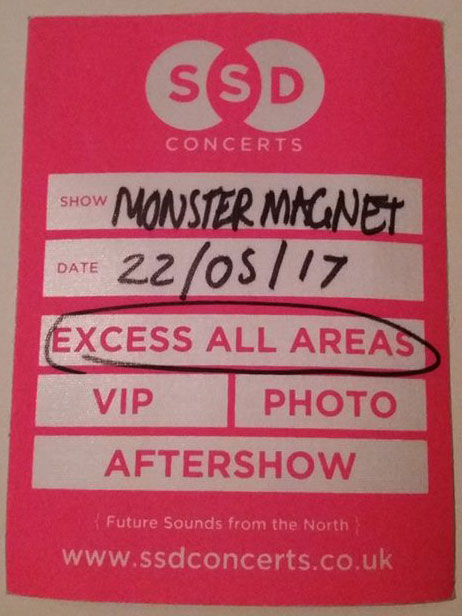 SSD
CONCERTS
SHOW MONSTER MAGNET
DATE 22/05/17
EXCESS ALL AREAS
VIP PHOTO
AFTERSHOW
{ Future Sounds from the North }
www.ssdconcerts.co.uk